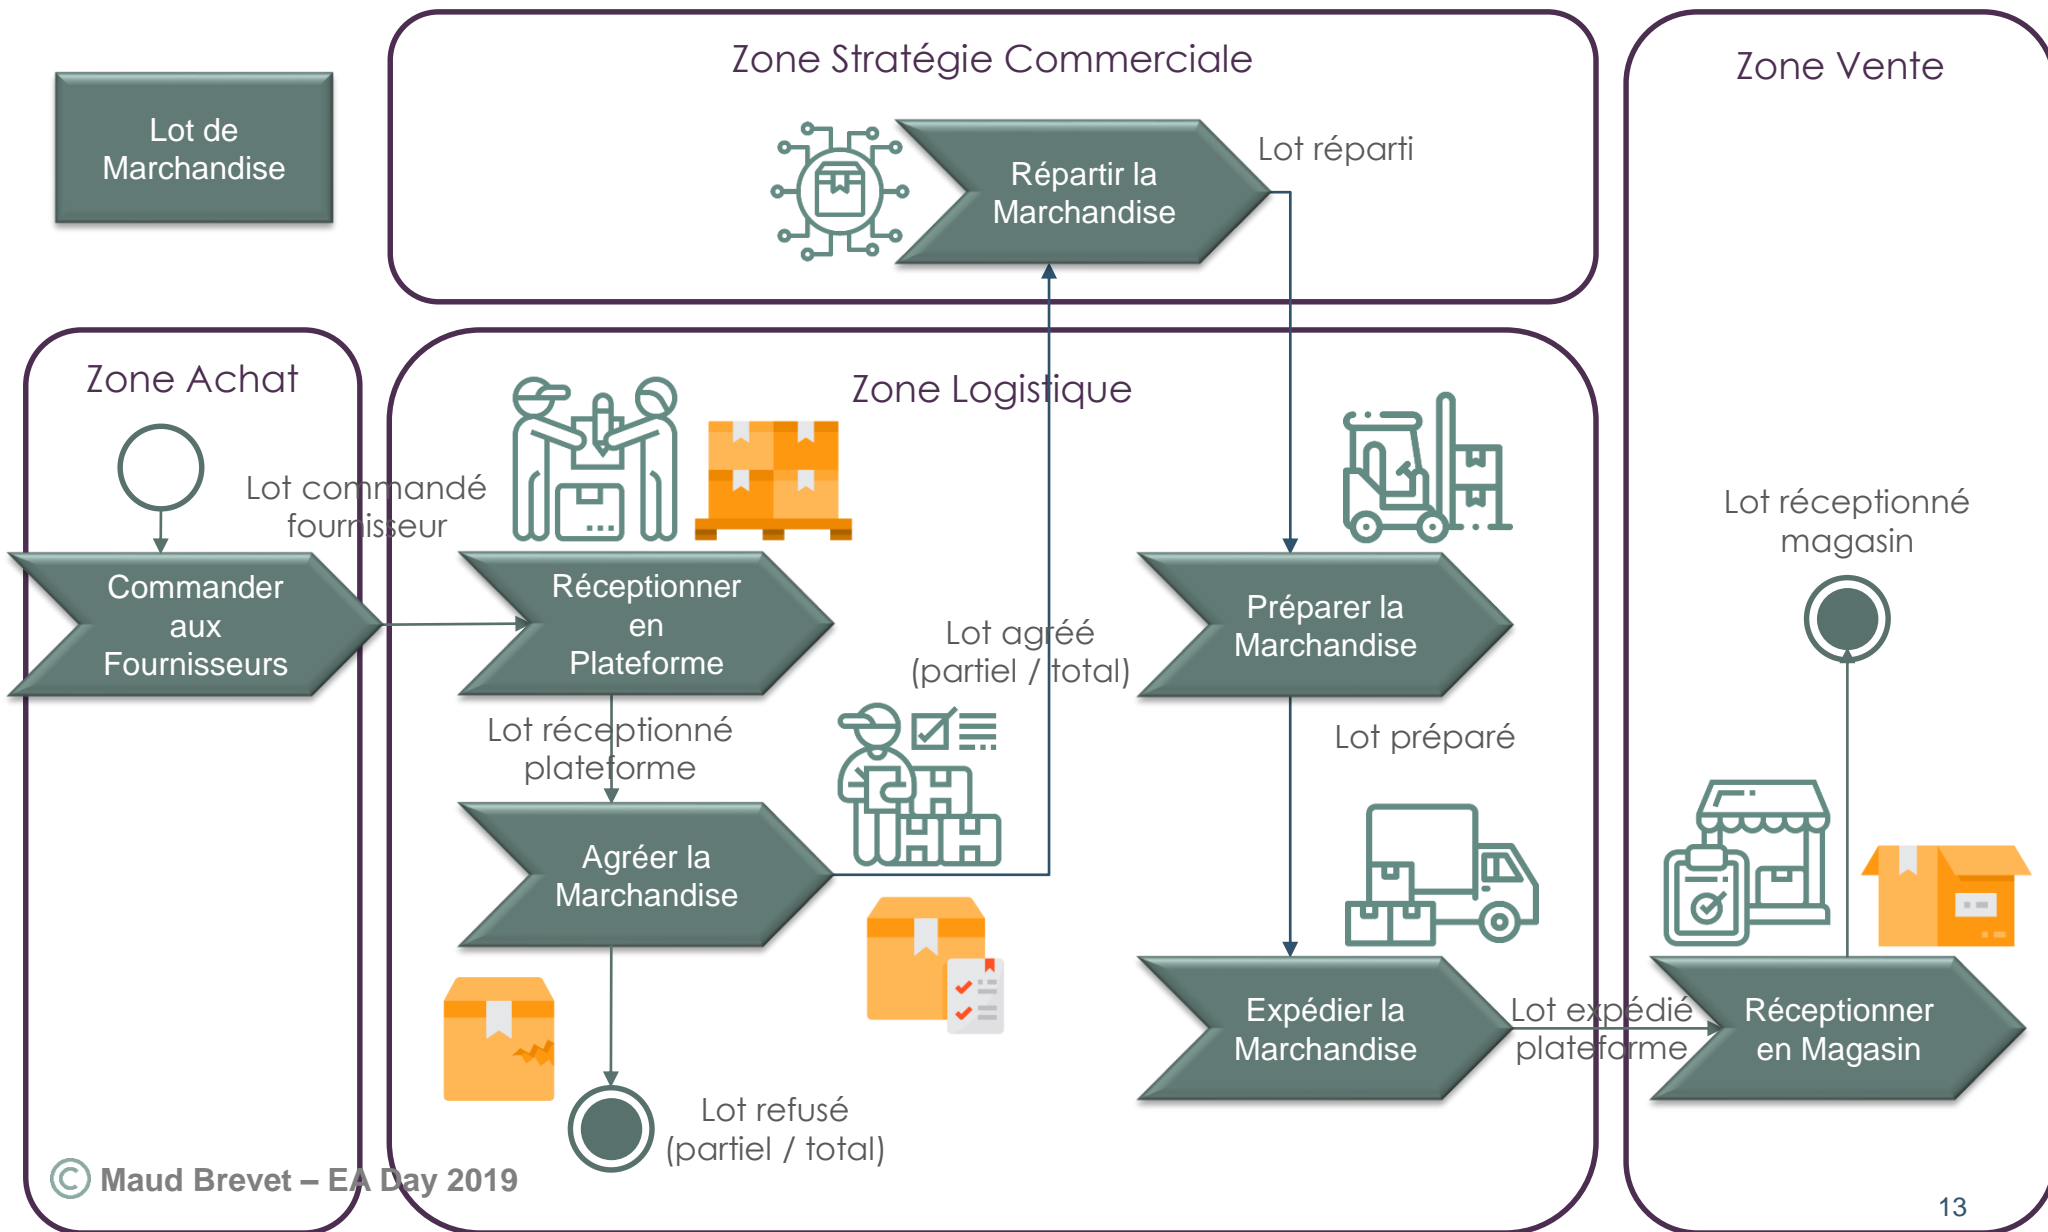 Zone Stratégie Commerciale
Zone Vente
Lot de
Marchandise
Répartir la
Marchandise
Lot réparti
Zone Achat
Zone Logistique
Lot commandé
fournisseur
Commander
aux
Fournisseurs
Réceptionner
en
Plateforme
Lot réceptionné
plateforme
Agréer la
Marchandise
Lot agréé
(partiel / total)
Lot refusé
(partiel / total)
Préparer la
Marchandise
Lot préparé
Expédier la
Marchandise
Lot expédié
plateforme
Réceptionner
en Magasin
Lot réceptionné
magasin
© Maud Brevet – EA Day 2019
13